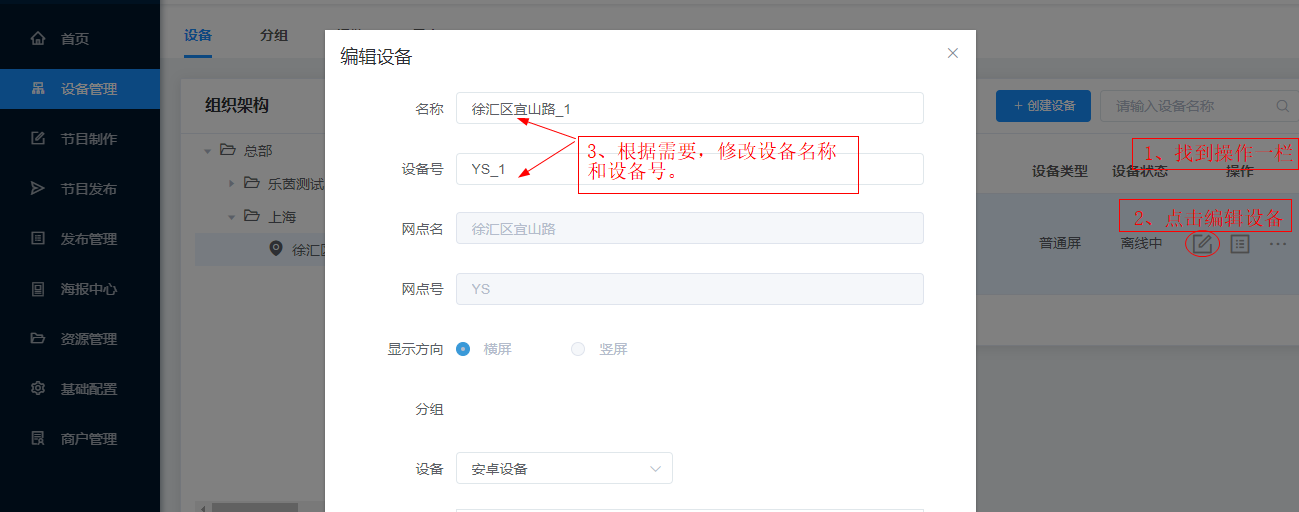 首页
设备管理
节目制作
节目发布
发布管理
海报中心
资源管理
基础配置
商户管理
设备
分组
组织架构
总部
乐茵测试
上海
徐汇区
编辑设备
名称
徐汇区宜山路_1
设备号
YS_1
3、根据需要，修改设备名称
和设备号。
网点名
徐汇区宜山路
网点号
YS
显示方向
横屏
竖屏
分组
设备
安卓设备
+ 创建设备
请输入设备名称
1、找到操作一栏
设备类型
设备状态
操作
2、点击编辑设备
普通屏
离线中